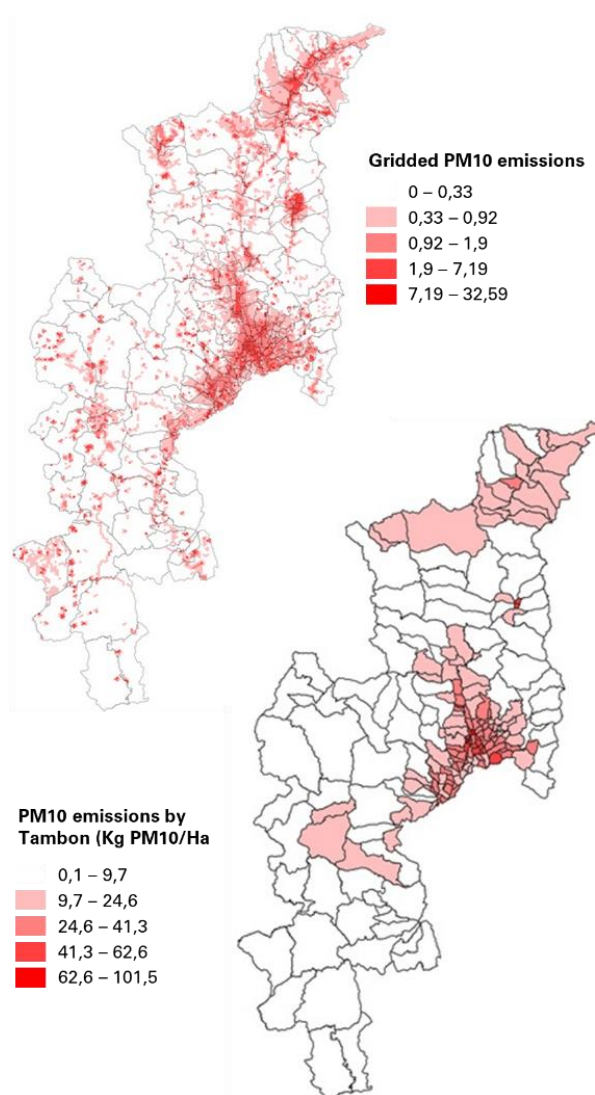 Gridded PM10 emissions
0 – 0,33
0,33 – 0,92
0,92 – 1,9
1,9 – 7,19
7,19 – 32,59
PM10 emissions by
Tambon (Kg PM10/Ha
0,1 – 9,7
9,7 – 24,6
24,6 – 41,3
41,3 – 62,6
62,6 – 101,5